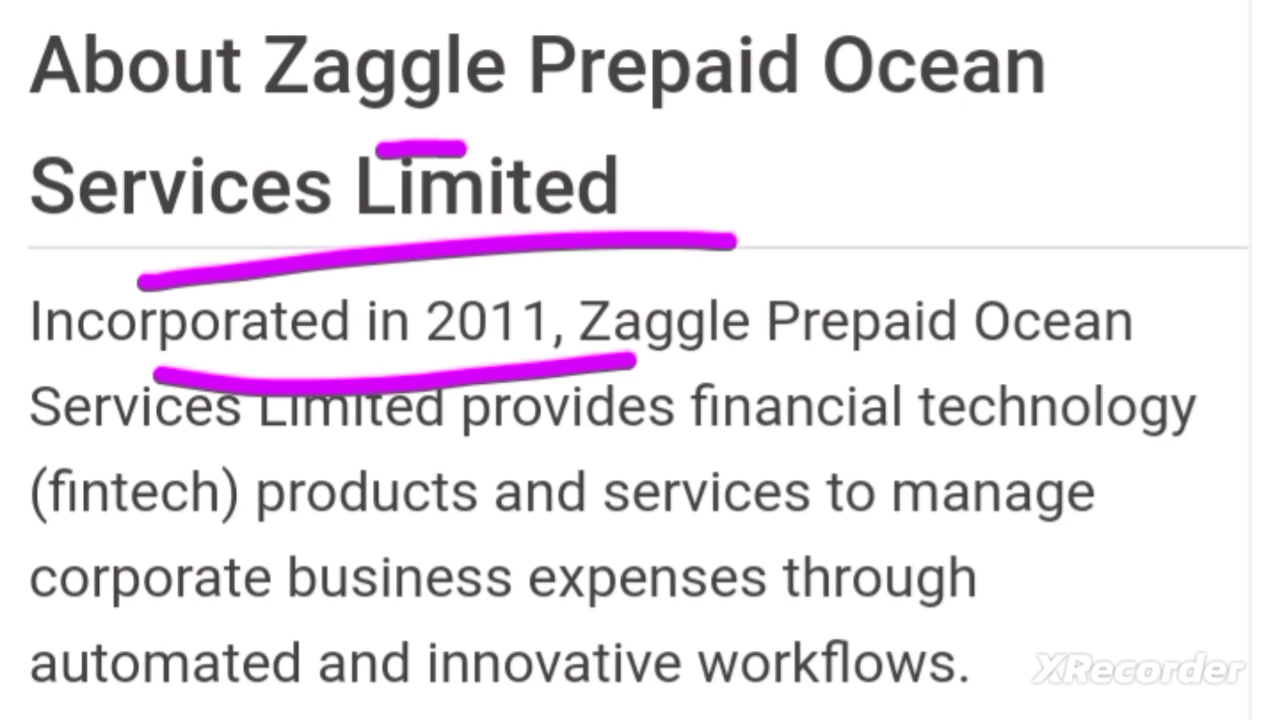 About Zaggle Prepaid Ocean
Services Limited
Incorporated in 2011, Zaggle Prepaid Ocean
Services Limited provides financial technology
(fintech) products and services to manage
corporate business expenses through
automated and innovative workflows.
XRecorder